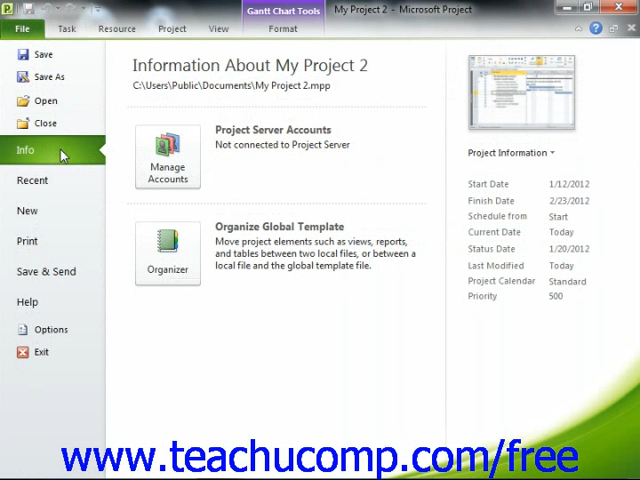 Gantt Chart Tools
My Project 2 - Microsoft Project
File Task Resource Project View Format
Save
Save As
Open
Close
Info
Recent
New
Print
Save & Send
Help
Options
Exit
Information About My Project 2
C:\Users\Public\Documents\My Project 2.mpp
Manage
Accounts
Project Server Accounts
Not connected to Project Server
Organizer
Organize Global Template
Move project elements such as views, reports,
and tables between two local files, or between a
local file and the global template file.
Project Information
Start Date 1/12/2012
Finish Date 2/23/2012
Schedule from Start
Current Date Today
Status Date 1/20/2012
Last Modified Today
Project Calendar Standard
Priority 500
www.teachucomp.com/free